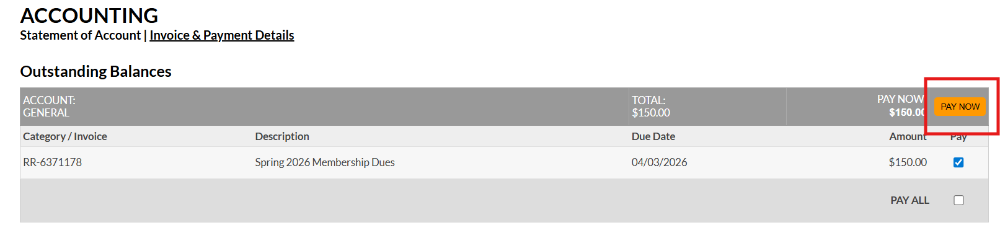 ACCOUNTING
Statement of Account | Invoice & Payment Details
Outstanding Balances
ACCOUNT: TOTAL: PAY NOW:
GENERAL $150.00 $150.00 PAY NOW
Category / Invoice Description Due Date Amount Pay
RR-6371178 Spring 2026 Membership Dues 04/03/2026 $150.00
PAY ALL